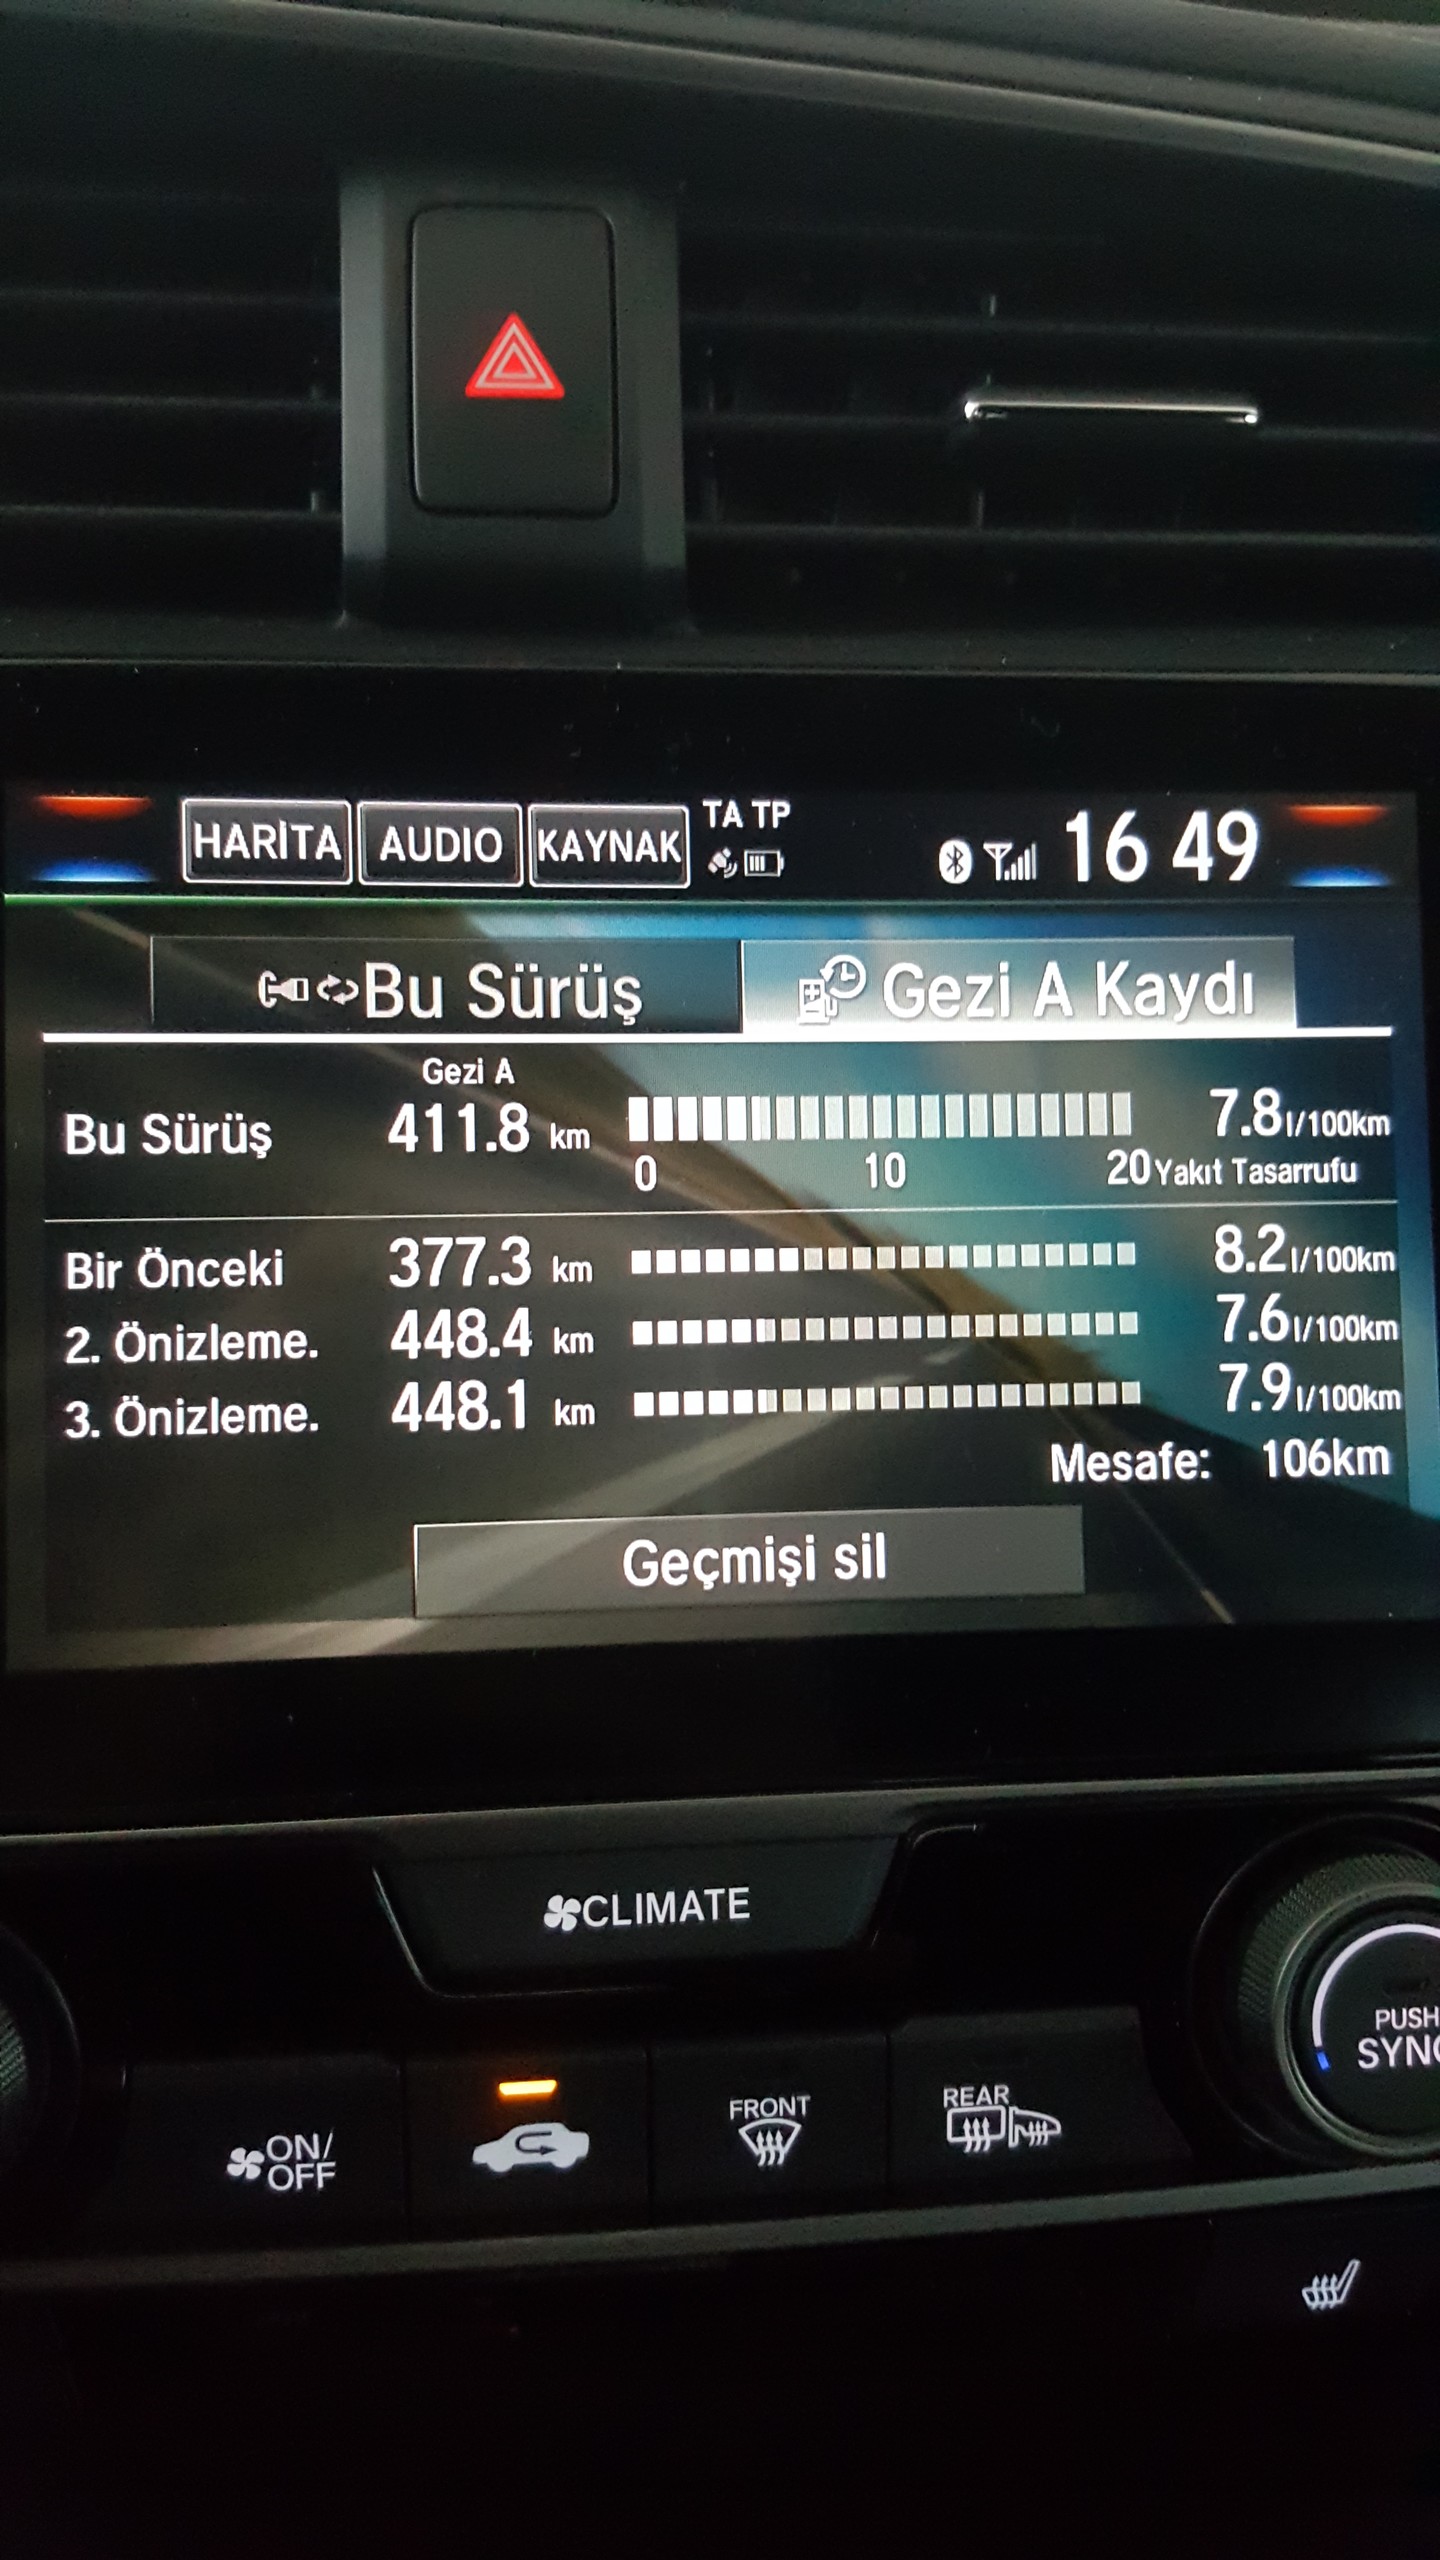 HARİTA AUDIO KAYNAK TA TP 16 49
Bu Sürüş Gezi A Kaydı
Gezi A
Bu Sürüş 411.8 km 7.8 l/100km
0 10 20 Yakıt Tasarrufu
Bir Önceki 377.3 km 8.2 l/100km
2. Önizleme. 448.4 km 7.6 l/100km
3. Önizleme. 448.1 km 7.9 l/100km
Mesafe: 106km
Geçmişi sil
CLIMATE
PUSH
SYNC
ON/
OFF
FRONT
REAR